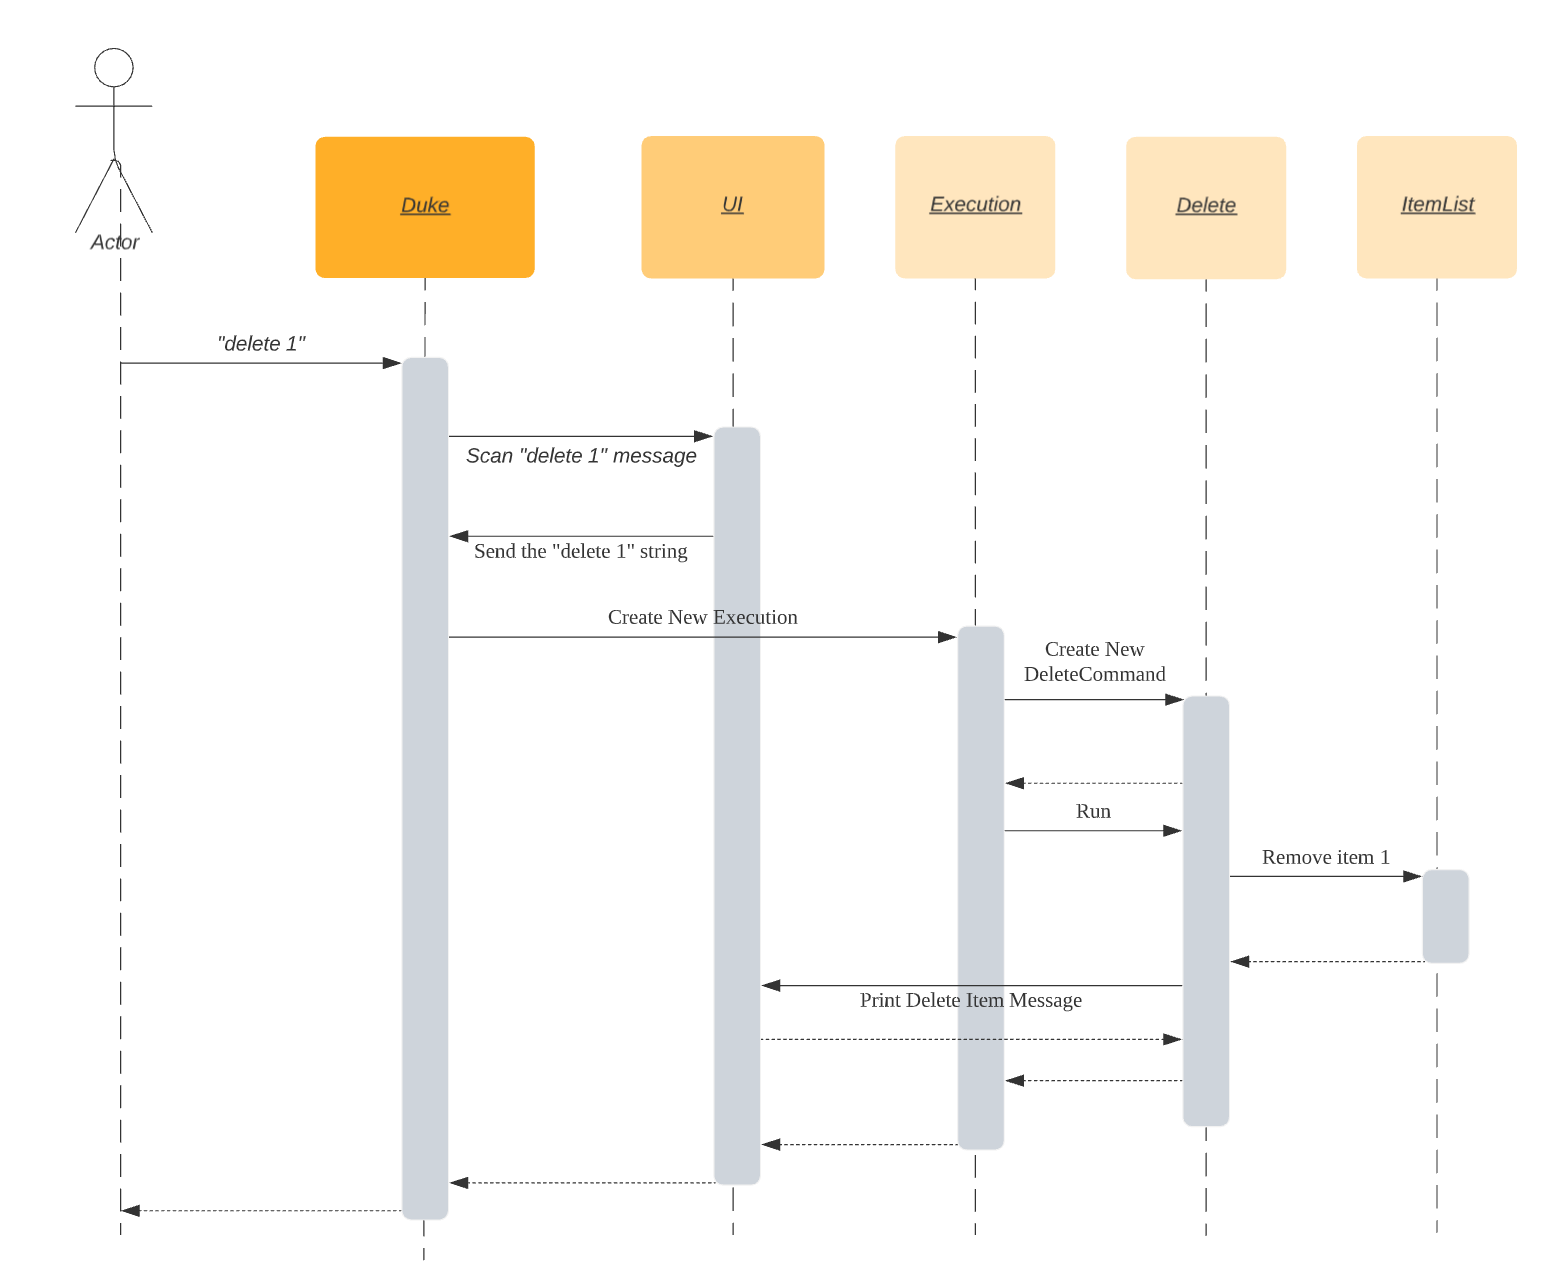 Actor
Duke
UI
Execution
Delete
ItemList
"delete 1"
Scan "delete 1" message
Send the "delete 1" string
Create New Execution
Create New
DeleteCommand
Run
Remove item 1
Print Delete Item Message